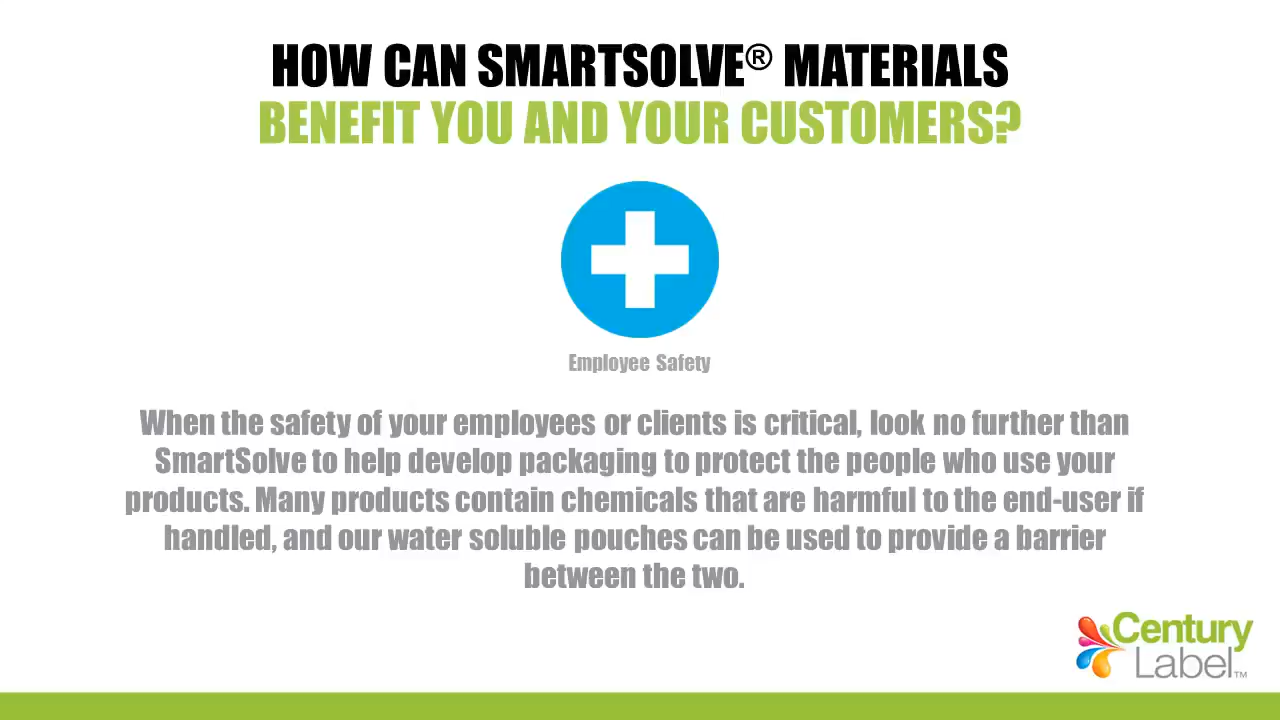 HOW CAN SMARTSOLVE® MATERIALS
BENEFIT YOU AND YOUR CUSTOMERS?
Employee Safety
When the safety of your employees or clients is critical, look no further than
SmartSolve to help develop packaging to protect the people who use your
products. Many products contain chemicals that are harmful to the end-user if
handled, and our water soluble pouches can be used to provide a barrier
between the two.
Century
Label™